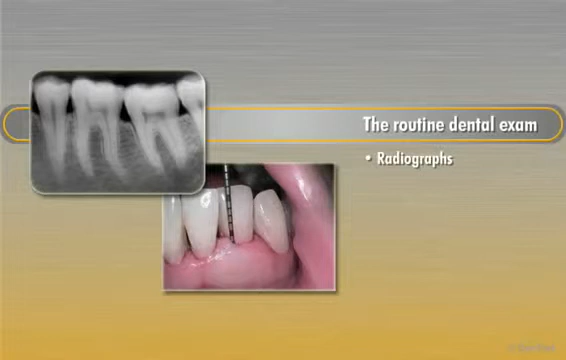 The routine dental exam
• Radiographs